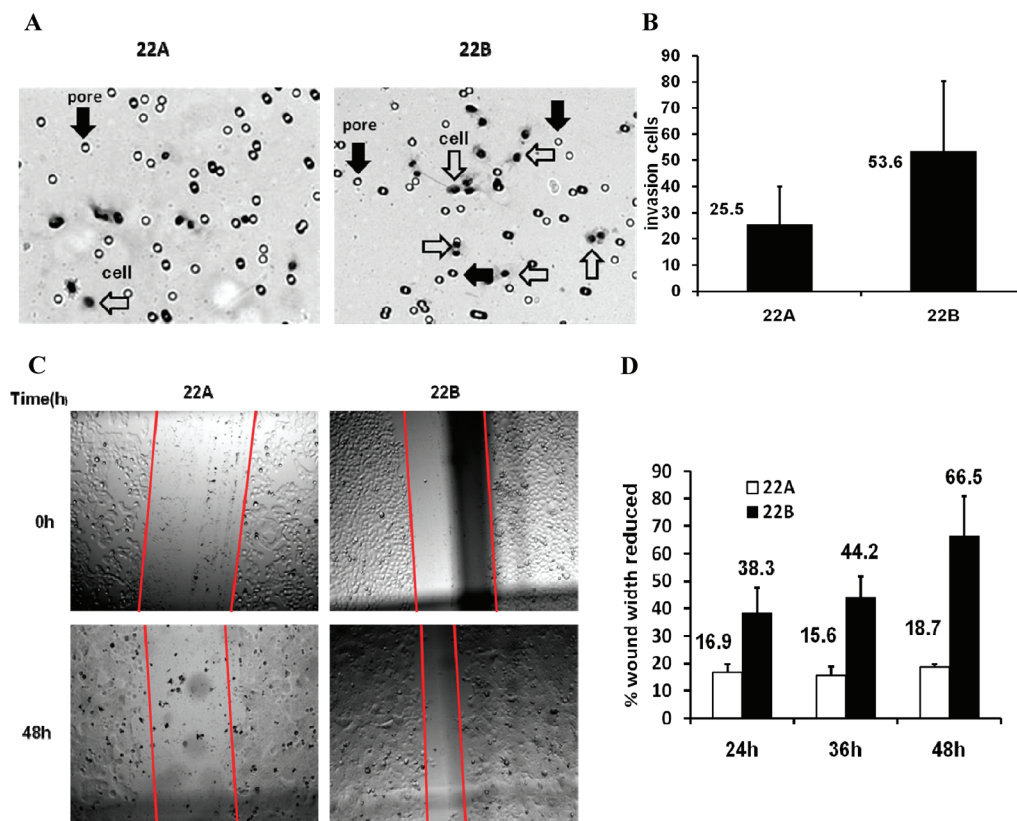 A
22A
22B
pore
cell
pore
cell
B
invasion cells
90
80
70
60
50
40
30
20
10
0
25.5
53.6
22A
22B
C
Time(h)
22A
22B
0h
48h
D
% wound width reduced
90
80
70
60
50
40
30
20
10
0
22A
22B
16.9
38.3
15.6
44.2
18.7
66.5
24h
36h
48h